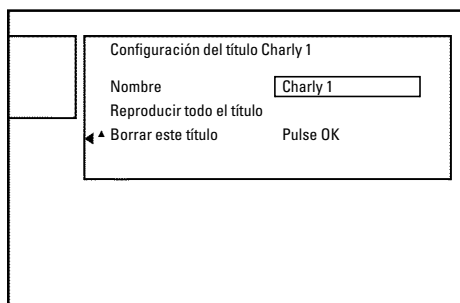 Configuración del título Charly 1
Nombre Charly 1
Reproducir todo el título
Borrar este título Pulse OK